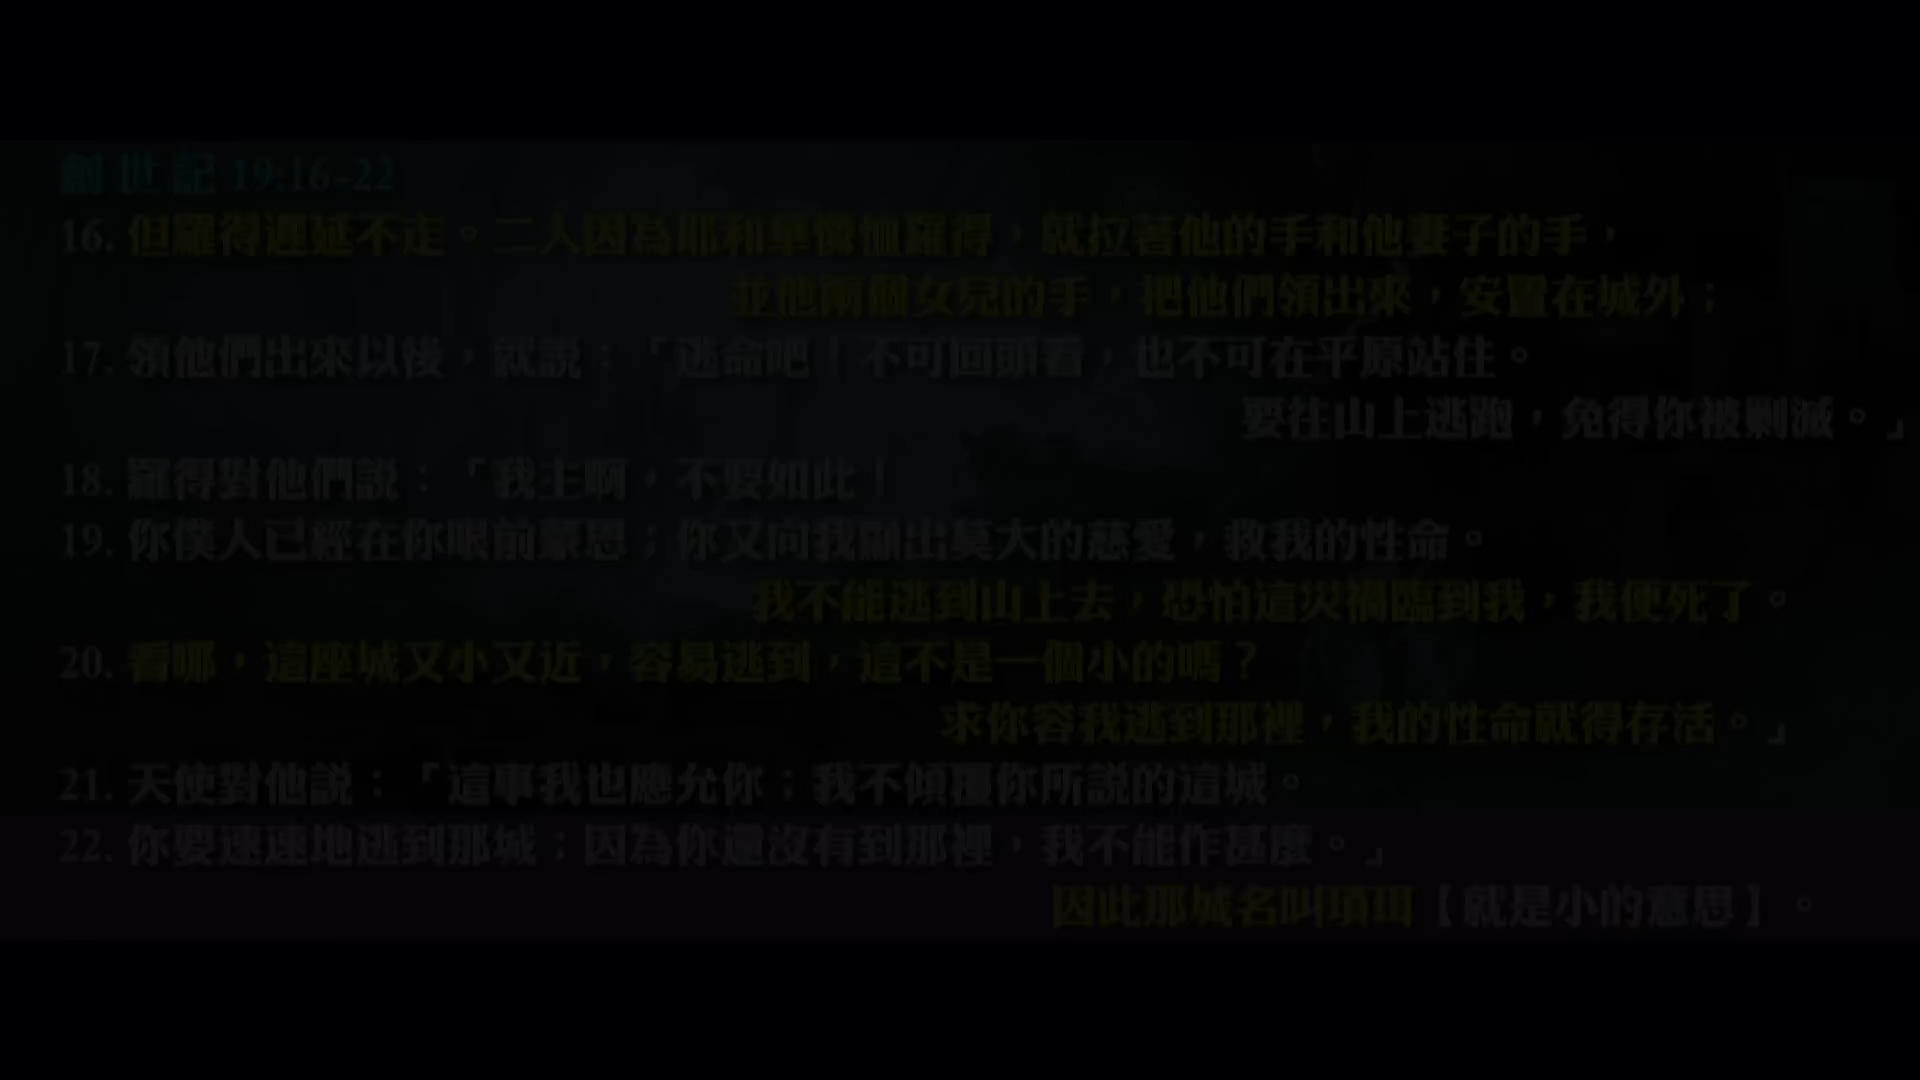 創世記 19:16-22
16. 但羅得遲延不走。二人因為耶和華憐恤羅得，就拉著他的手和他妻子的手，
並他兩個女兒的手，把他們領出來，安置在城外；
17. 領他們出來以後，就說：「逃命吧！不可回頭看，也不可在平原站住。
要往山上逃跑，免得你被剿滅。」
18. 羅得對他們說：「我主啊，不要如此！
19. 你僕人已經在你眼前蒙恩；你又向我顯出莫大的慈愛，救我的性命。
我不能逃到山上去，恐怕這災禍臨到我，我便死了。
20. 看哪，這座城又小又近，容易逃到，這不是一個小的嗎？
求你容我逃到那裡，我的性命就得存活。」
21. 天使對他說：「這事我也應允你；我不傾覆你所說的這城。
22. 你要速速地逃到那城；因為你還沒有到那裡，我不能作甚麼。」
因此那城名叫瑣珥【就是小的意思】。